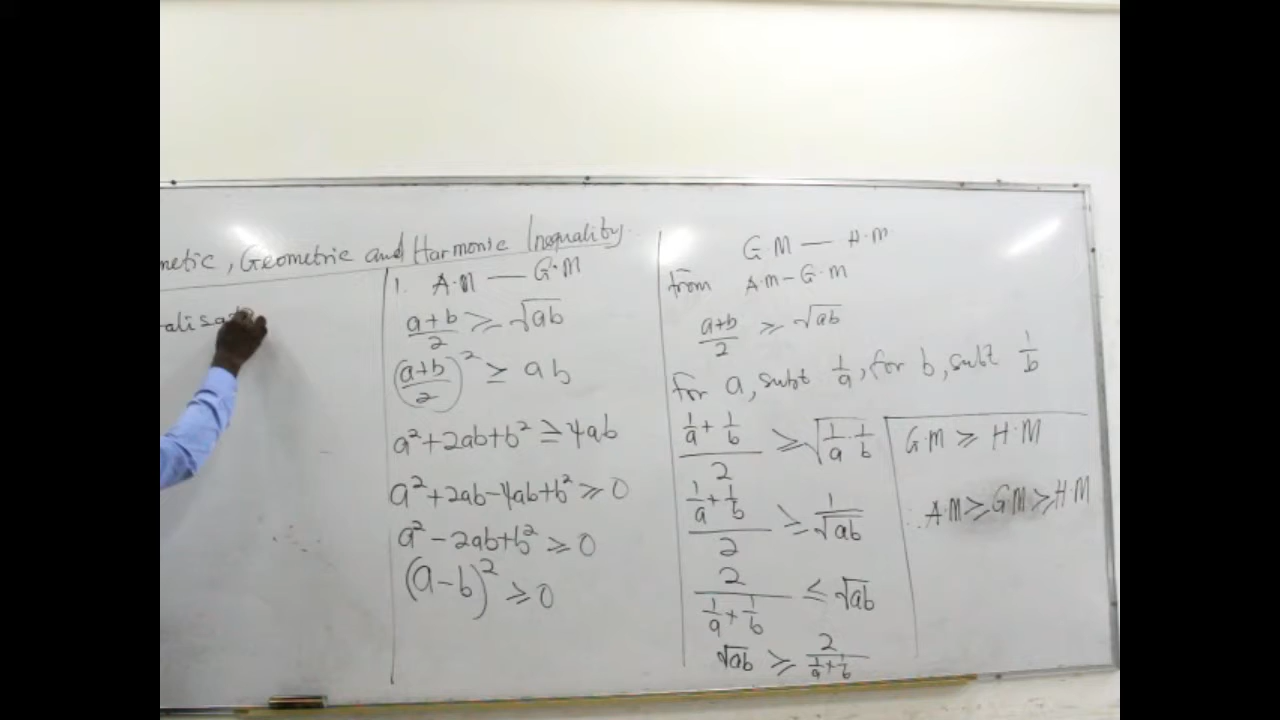 metic, Geometric and Harmonic Inequality.
alisat
1. A.M — G.M
a+b/2 ≥ √ab
(a+b/2)² ≥ ab
a²+2ab+b² ≥ 4ab
a²+2ab-4ab+b² ≥ 0
a²-2ab+b² ≥ 0
(a-b)² ≥ 0
G.M — H.M
from A.M - G.M
a+b/2 ≥ √ab
for a, subt 1/a, for b, subt 1/b
(1/a + 1/b)/2 ≥ √(1/a · 1/b)
(1/a + 1/b)/2 ≥ 1/√ab
2/(1/a + 1/b) ≤ √ab
√ab ≥ 2/(1/a + 1/b)
G.M ≥ H.M
∴ A.M ≥ G.M ≥ H.M